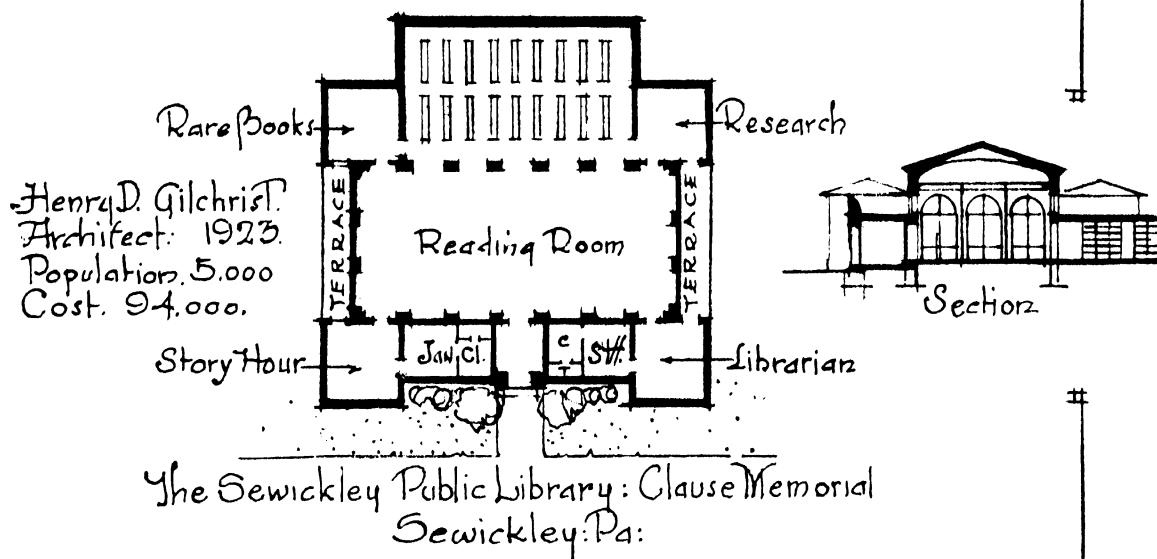 Rare Books
Research
Henry D. Gilchrist.
Architect: 1923.
Population. 5.000
Cost. 94.000.
TERRACE
Reading Room
TERRACE
Section
Story Hour
Jan
Cl.
C
T
Librarian
The Sewickley Public Library: Clause Memorial
Sewickley: Pa: